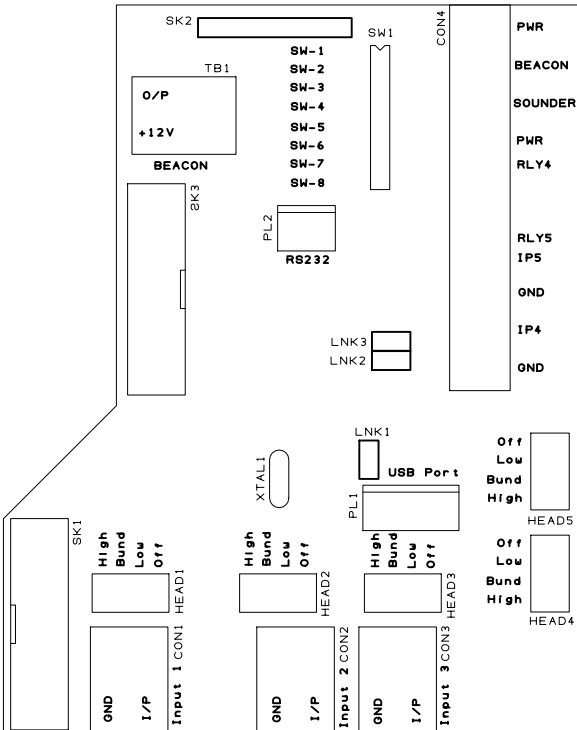 SK2
SW1
CON4
PWR
SW-1
SW-2
BEACON
TB1
SW-3
O/P
SW-4
SOUNDER
SW-5
+12V
SW-6
PWR
BEACON
SW-7
RLY4
SW-8
SK3
PL2
RLY5
RS232
IP5
GND
IP4
LNK3
LNK2
GND
LNK1
Off
Low
XTAL1
USB Port
Bund
High
PL1
HEAD5
SK1
High
Bund
Low
Off
High
Bund
Low
Off
High
Bund
Low
Off
Off
Low
Bund
High
HEAD1
HEAD2
HEAD3
HEAD4
CON1
CON2
CON3
GND
I/P
Input 1
GND
I/P
Input 2
GND
I/P
Input 3